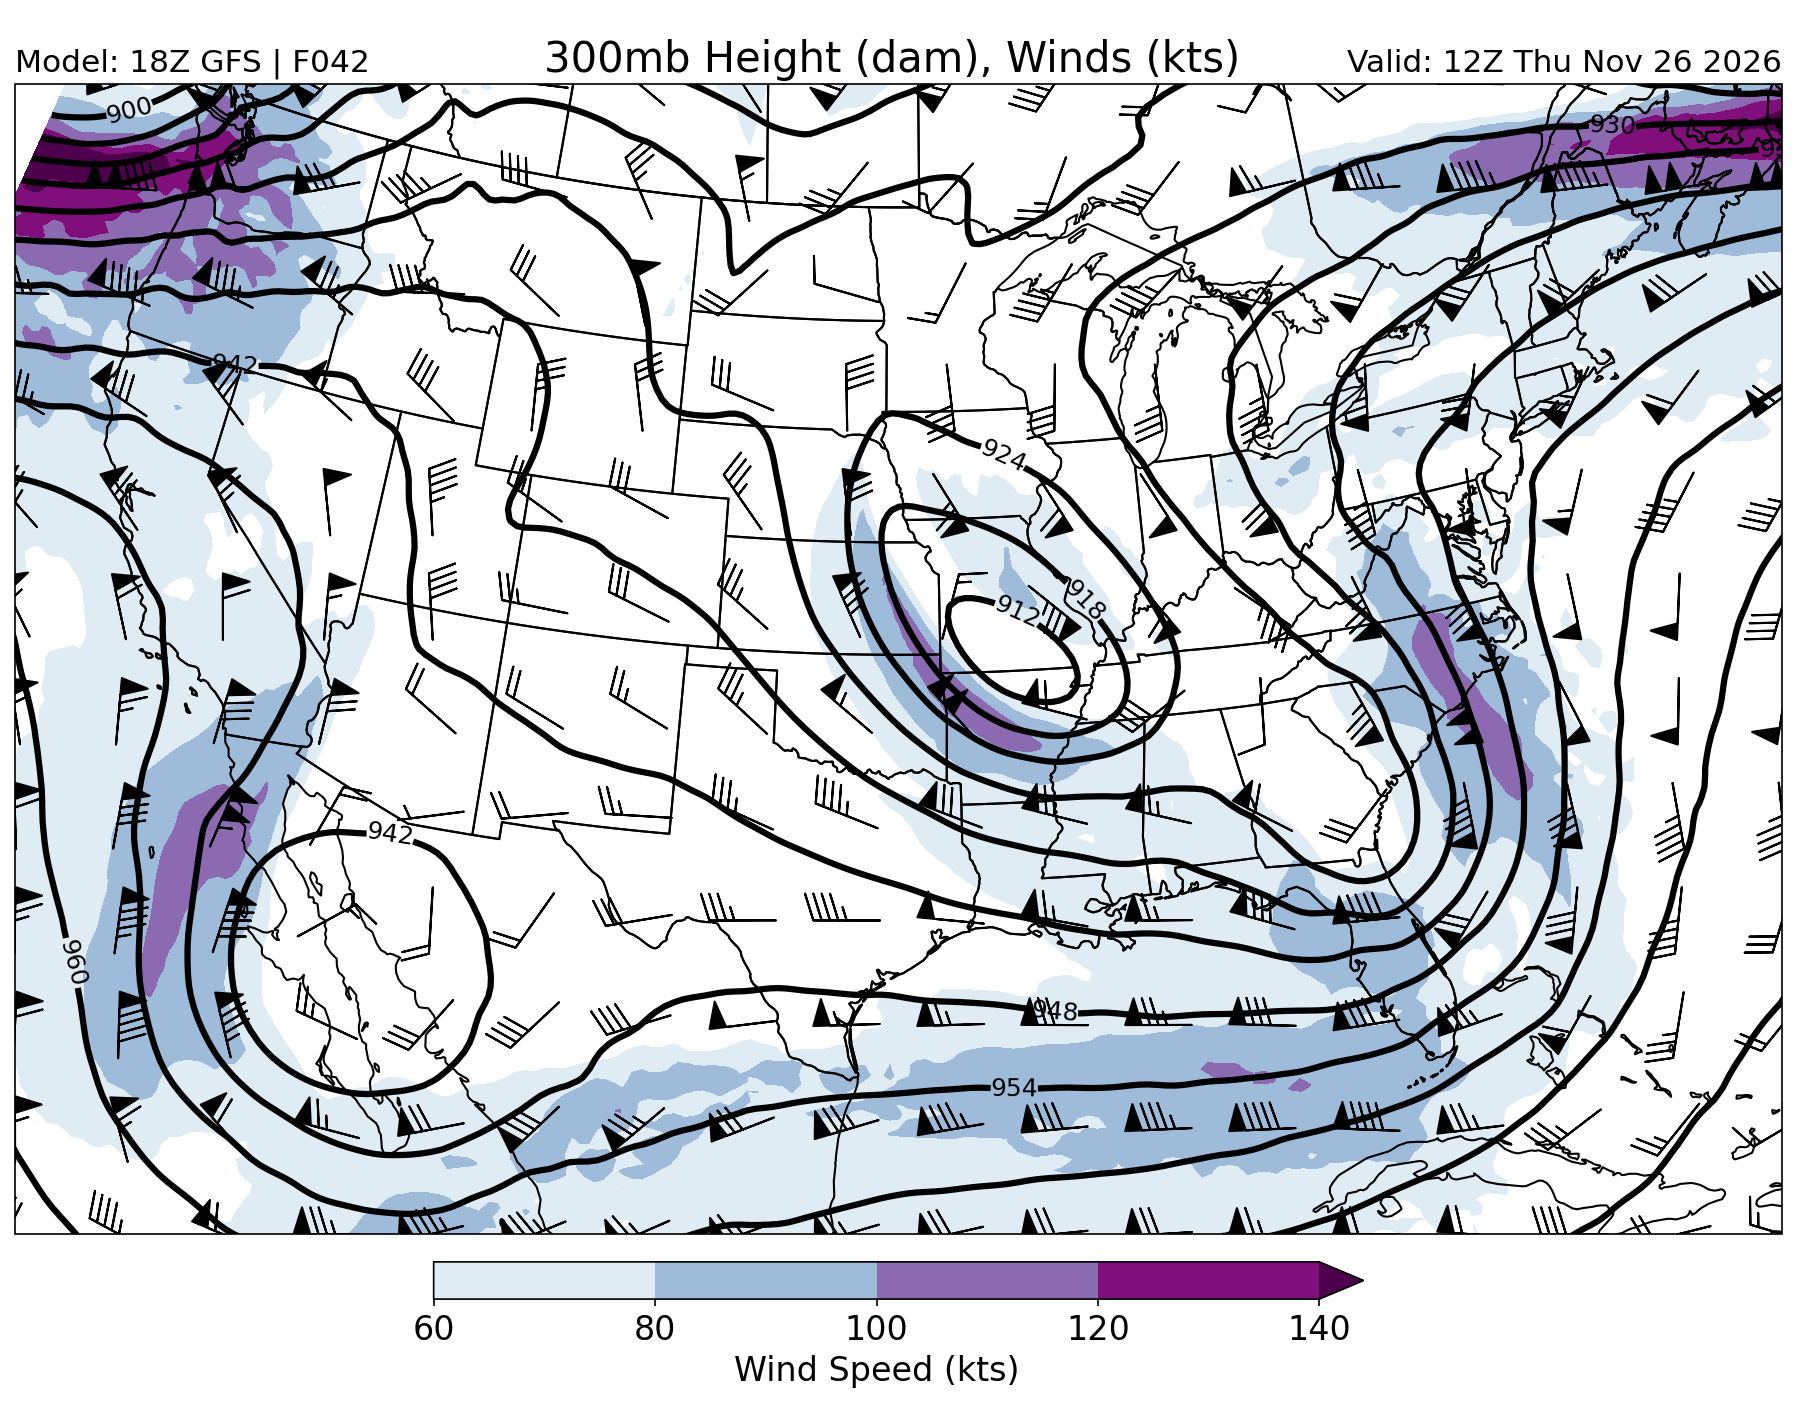 Model: 18Z GFS | F042
300mb Height (dam), Winds (kts)
Valid: 12Z Thu Nov 26 2026
900
930
942
924
918
912
942
960
948
954
60 80 100 120 140
Wind Speed (kts)